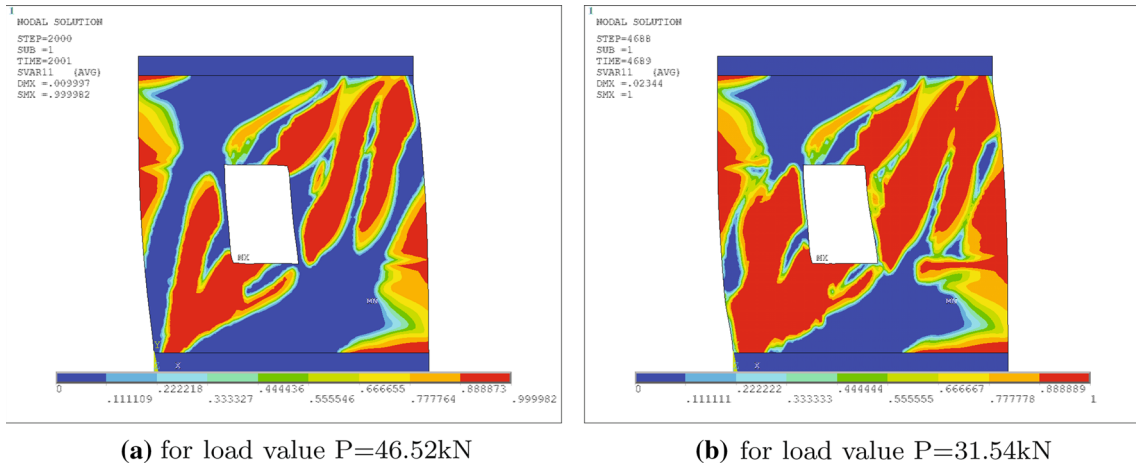 1
NODAL SOLUTION
STEP=2000
SUB =1
TIME=2001
SVAR11 (AVG)
DMX =.009997
SMX =.999982
MX
MN
Y
X
0 .222218 .444436 .666655 .888873
.111109 .333327 .555546 .777764 .999982
(a) for load value P=46.52kN
1
NODAL SOLUTION
STEP=4688
SUB =1
TIME=4689
SVAR11 (AVG)
DMX =.02344
SMX =1
MX
MN
X
0 .222222 .444444 .666667 .888889
.111111 .333333 .555555 .777778 1
(b) for load value P=31.54kN